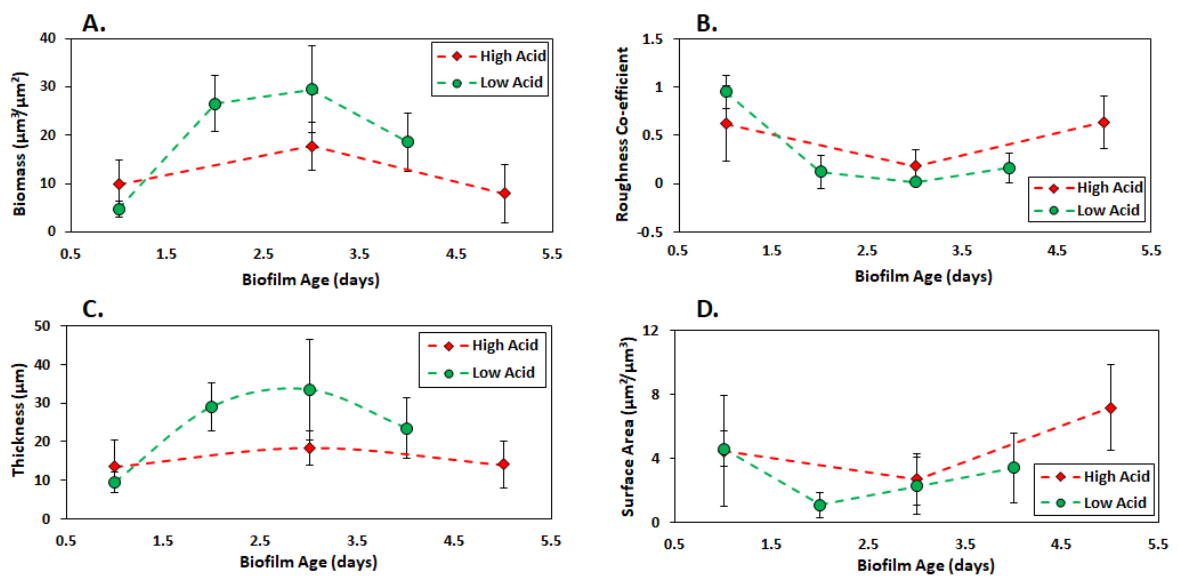 A.
40
30
20
10
0
Biomass (μm³/μm²)
High Acid
Low Acid
0.5 1.5 2.5 3.5 4.5 5.5
Biofilm Age (days)
B.
1.5
1
0.5
0
-0.5
Roughness Co-efficient
High Acid
Low Acid
0.5 1.5 2.5 3.5 4.5 5.5
Biofilm Age (days)
C.
50
40
30
20
10
0
Thickness (μm)
High Acid
Low Acid
0.5 1.5 2.5 3.5 4.5 5.5
Biofilm Age (days)
D.
12
8
4
0
Surface Area (μm²/μm³)
High Acid
Low Acid
0.5 1.5 2.5 3.5 4.5 5.5
Biofilm Age (days)